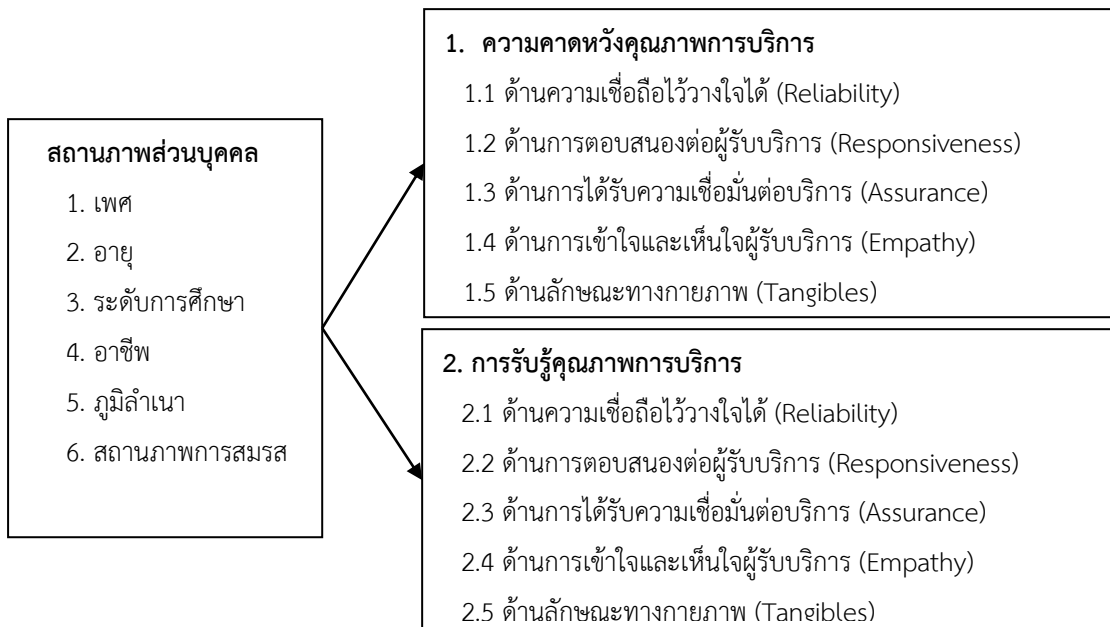 สถานภาพส่วนบุคคล
1. เพศ
2. อายุ
3. ระดับการศึกษา
4. อาชีพ
5. ภูมิลำเนา
6. สถานภาพการสมรส
1. ความคาดหวังคุณภาพการบริการ
1.1 ด้านความเชื่อถือไว้วางใจได้ (Reliability)
1.2 ด้านการตอบสนองต่อผู้รับบริการ (Responsiveness)
1.3 ด้านการได้รับความเชื่อมั่นต่อบริการ (Assurance)
1.4 ด้านการเข้าใจและเห็นใจผู้รับบริการ (Empathy)
1.5 ด้านลักษณะทางกายภาพ (Tangibles)
2. การรับรู้คุณภาพการบริการ
2.1 ด้านความเชื่อถือไว้วางใจได้ (Reliability)
2.2 ด้านการตอบสนองต่อผู้รับบริการ (Responsiveness)
2.3 ด้านการได้รับความเชื่อมั่นต่อบริการ (Assurance)
2.4 ด้านการเข้าใจและเห็นใจผู้รับบริการ (Empathy)
2.5 ด้านลักษณะทางกายภาพ (Tangibles)